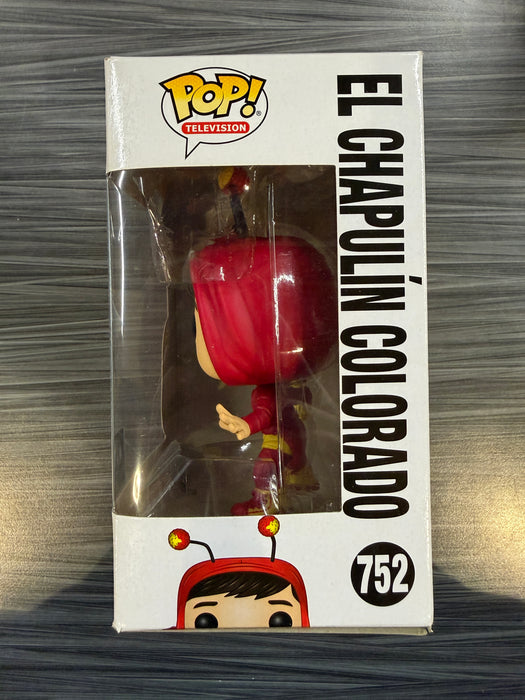 POP!
TELEVISION
EL CHAPULÍN COLORADO
752